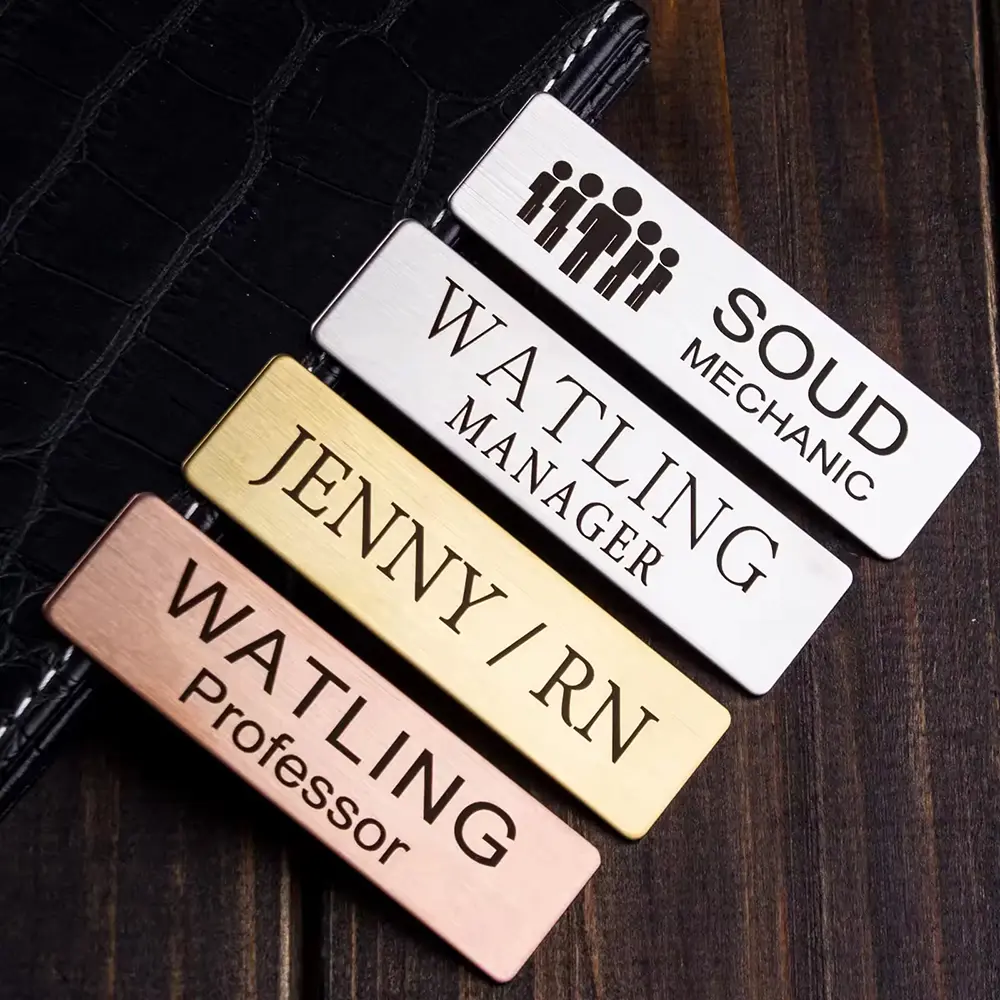 SOUD
MECHANIC
WATLING
MANAGER
JENNY / RN
WATLING
Professor